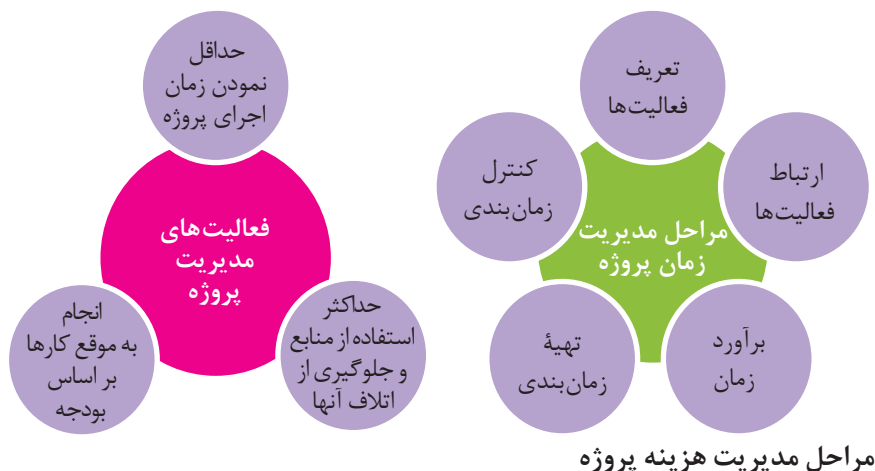 تعریف
فعالیت‌ها
ارتباط
فعالیت‌ها
برآورد
زمان
تهیۀ
زمان‌بندی
کنترل
زمان‌بندی
مراحل مدیریت
زمان پروژه
حداقل
نمودن زمان
اجرای پروژه
حداکثر
استفاده از منابع
و جلوگیری از
اتلاف آنها
انجام
به موقع کارها
بر اساس
بودجه
فعالیت‌های
مدیریت
پروژه
مراحل مدیریت هزینه پروژه